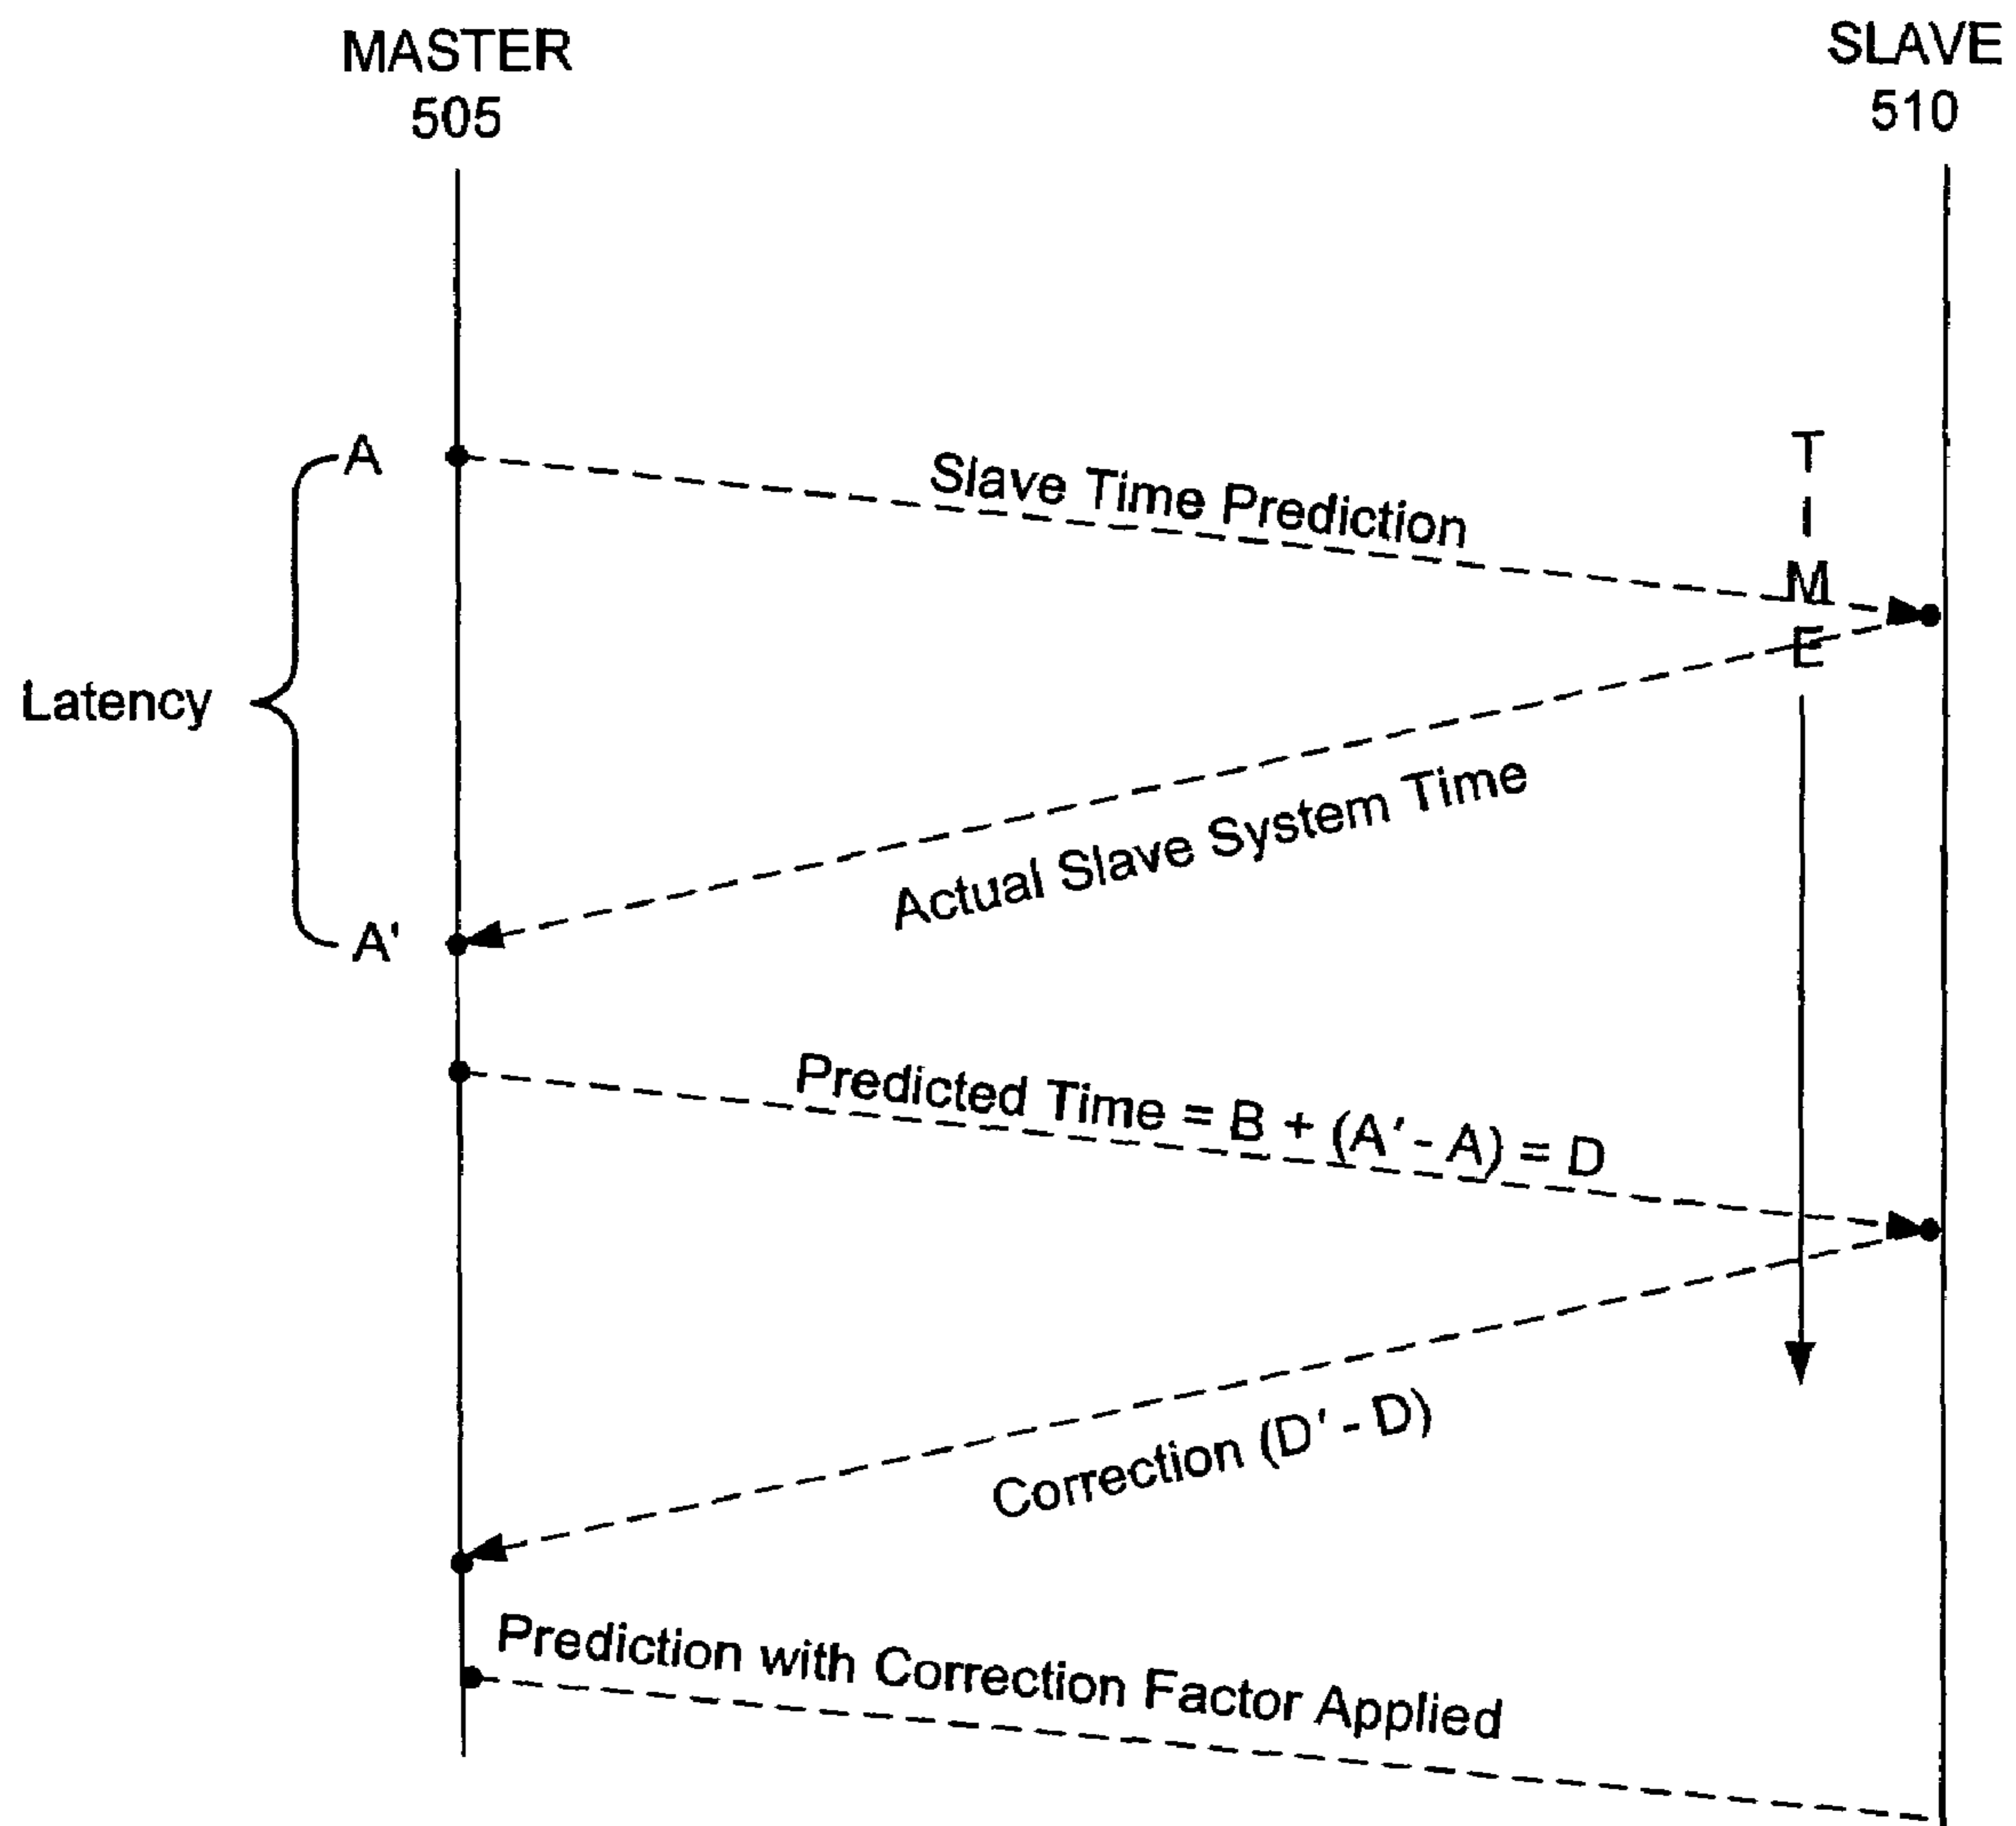 MASTER
505
SLAVE
510
A
Slave Time Prediction
TIME
Latency
Actual Slave System Time
A'
Predicted Time = B + (A' - A) = D
Correction (D' - D)
Prediction with Correction Factor Applied